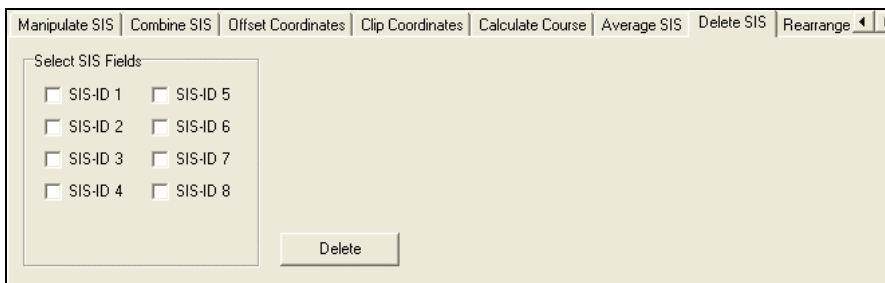 Manipulate SIS Combine SIS Offset Coordinates Clip Coordinates Calculate Course Average SIS Delete SIS Rearrange
Select SIS Fields
SIS-ID 1 SIS-ID 5
SIS-ID 2 SIS-ID 6
SIS-ID 3 SIS-ID 7
SIS-ID 4 SIS-ID 8
Delete